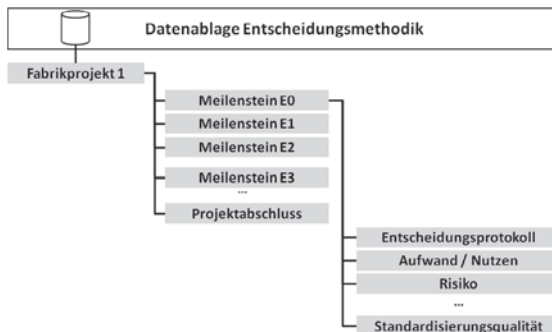 Datenablage Entscheidungsmethodik
Fabrikprojekt 1
Meilenstein E0
Meilenstein E1
Meilenstein E2
Meilenstein E3
...
Projektabschluss
Entscheidungsprotokoll
Aufwand / Nutzen
Risiko
...
Standardisierungsqualität